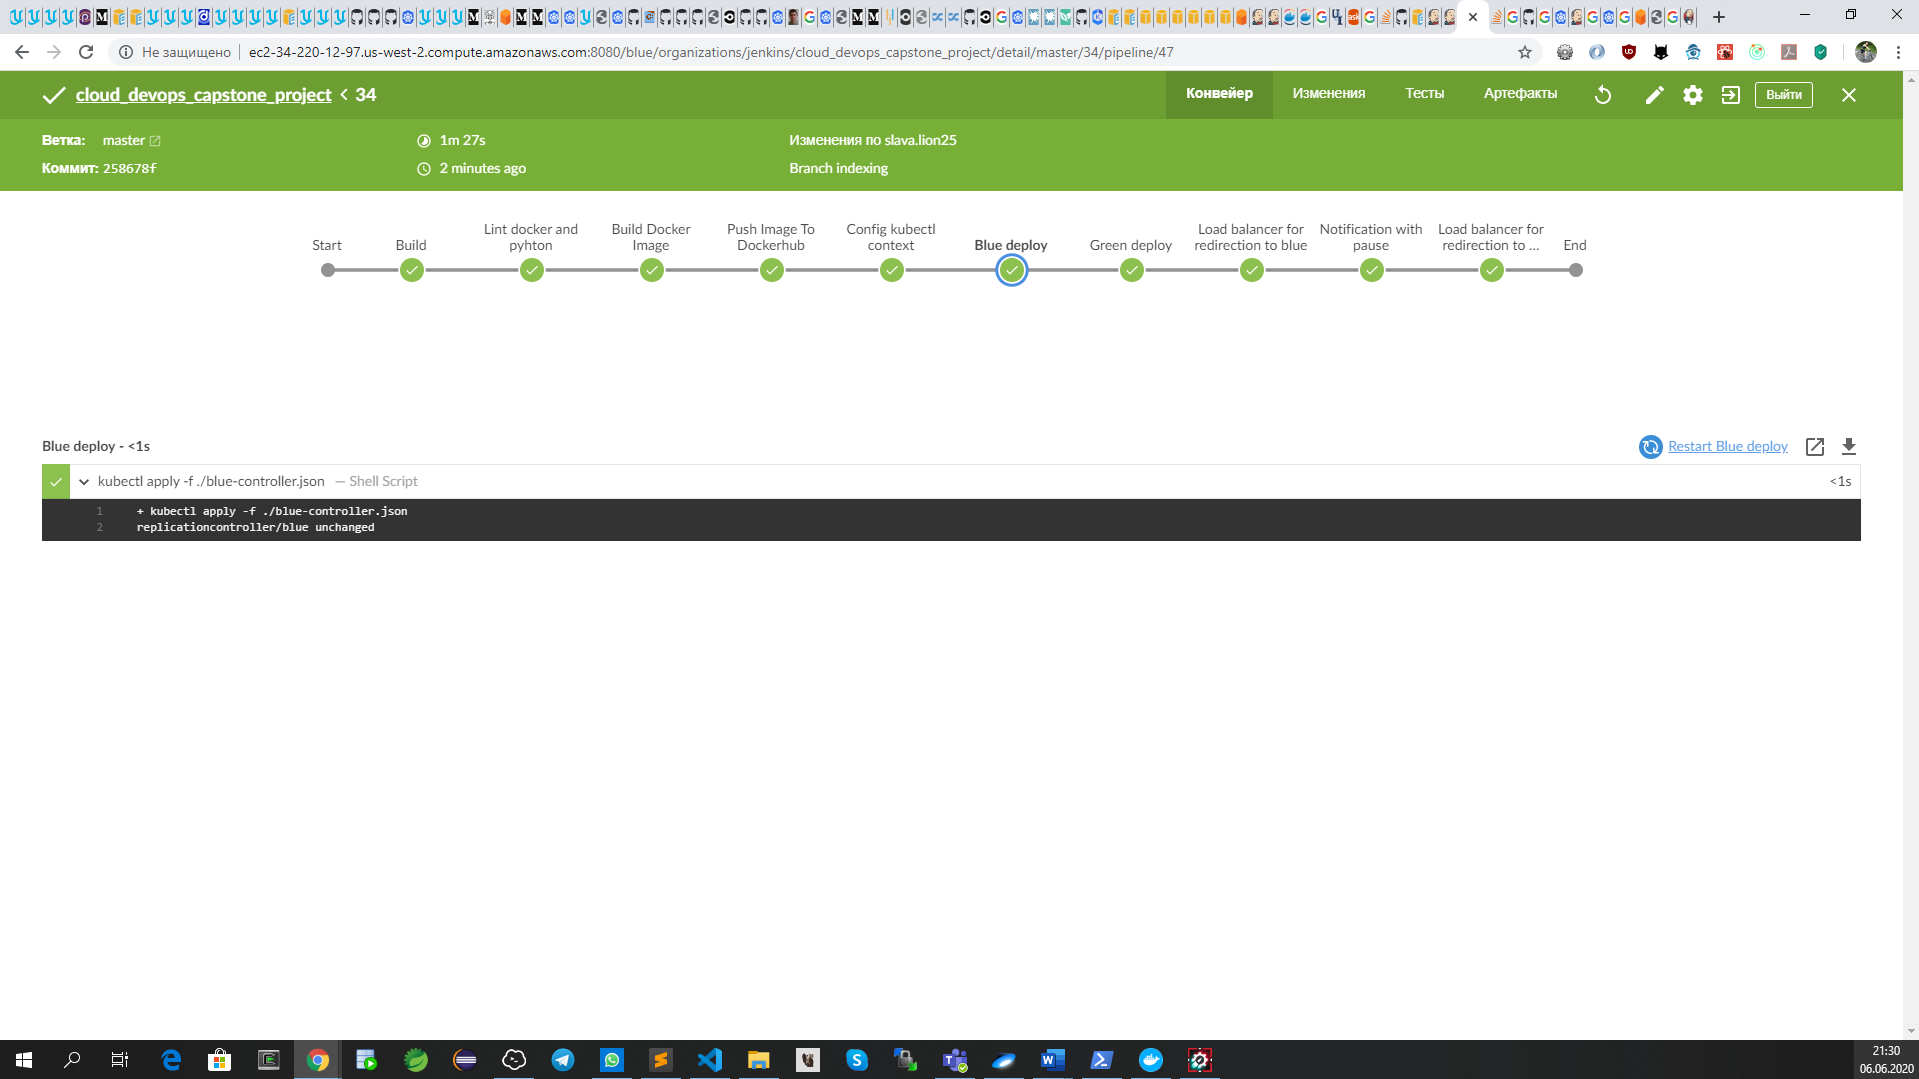 Не защищено
ec2-34-220-12-97.us-west-2.compute.amazonaws.com:8080/blue/organizations/jenkins/cloud_devops_capstone_project/detail/master/34/pipeline/47
cloud_devops_capstone_project < 34
Конвейер
Изменения
Тесты
Артефакты
Выйти
Ветка: master
1m 27s
Изменения по slava.lion25
Коммит: 258678f
2 minutes ago
Branch indexing
Start
Build
Lint docker and
pyhton
Build Docker
Image
Push Image To
Dockerhub
Config kubectl
context
Blue deploy
Green deploy
Load balancer for
redirection to blue
Notification with
pause
Load balancer for
redirection to ...
End
Blue deploy - <1s
Restart Blue deploy
kubectl apply -f ./blue-controller.json — Shell Script
<1s
1 + kubectl apply -f ./blue-controller.json
2 replicationcontroller/blue unchanged
21:30
06.06.2020